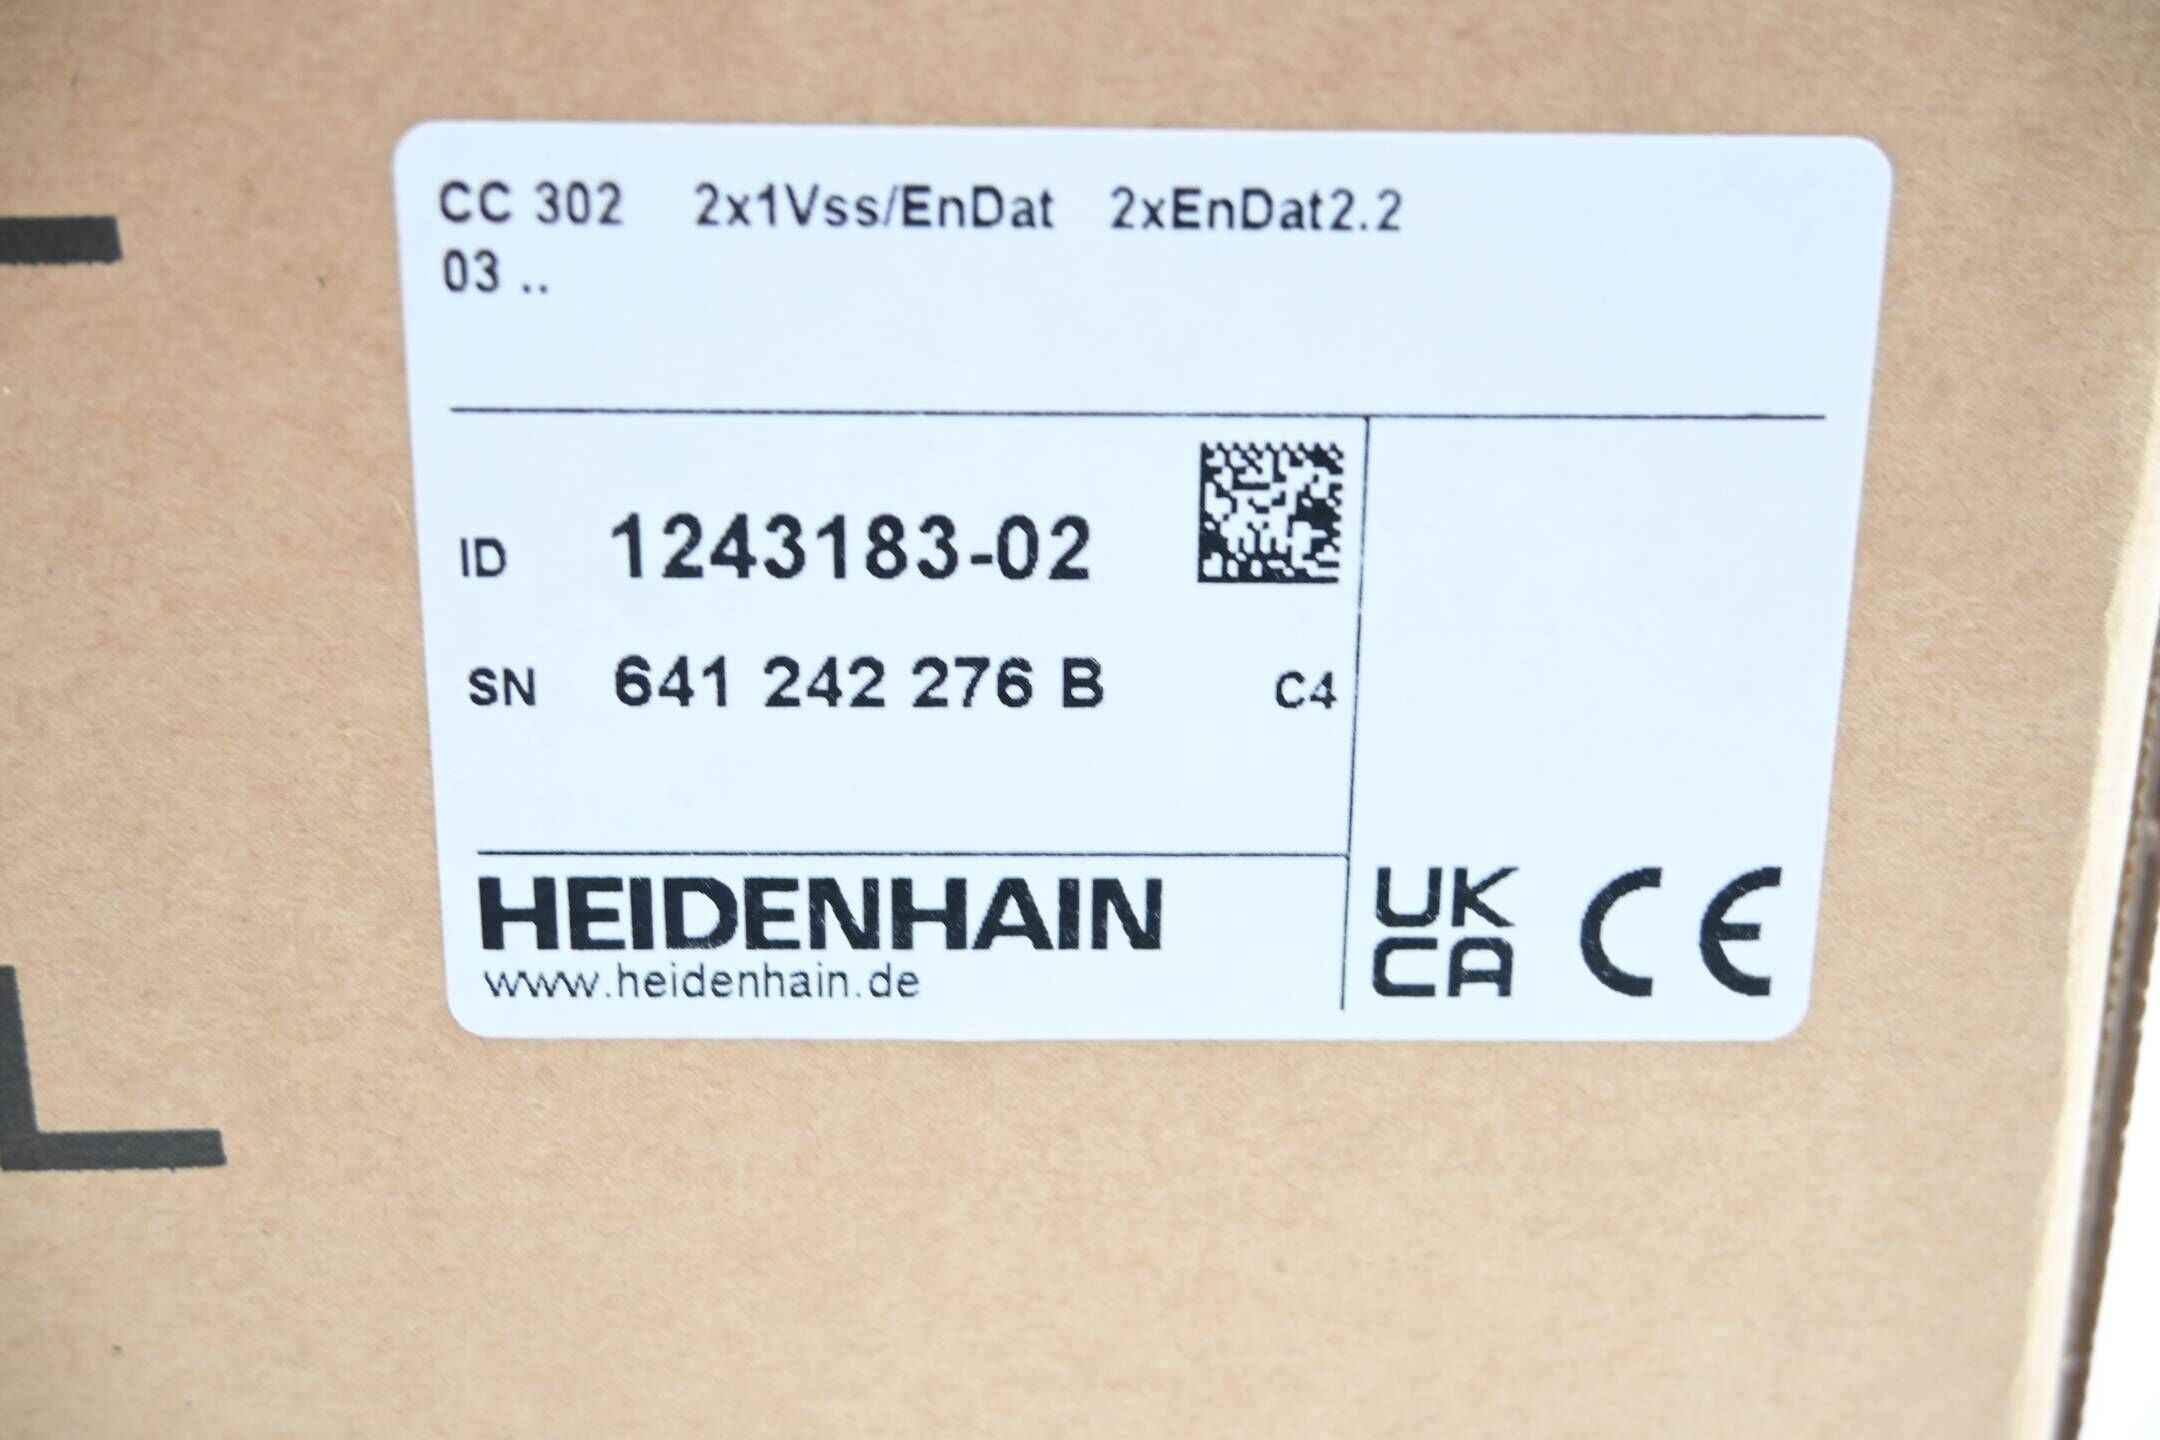 CC 302 2x1Vss/EnDat 2xEnDat2.2
03 ..
ID 1243183-02
SN 641 242 276 B C4
HEIDENHAIN
www.heidenhain.de
UK
CA
CE